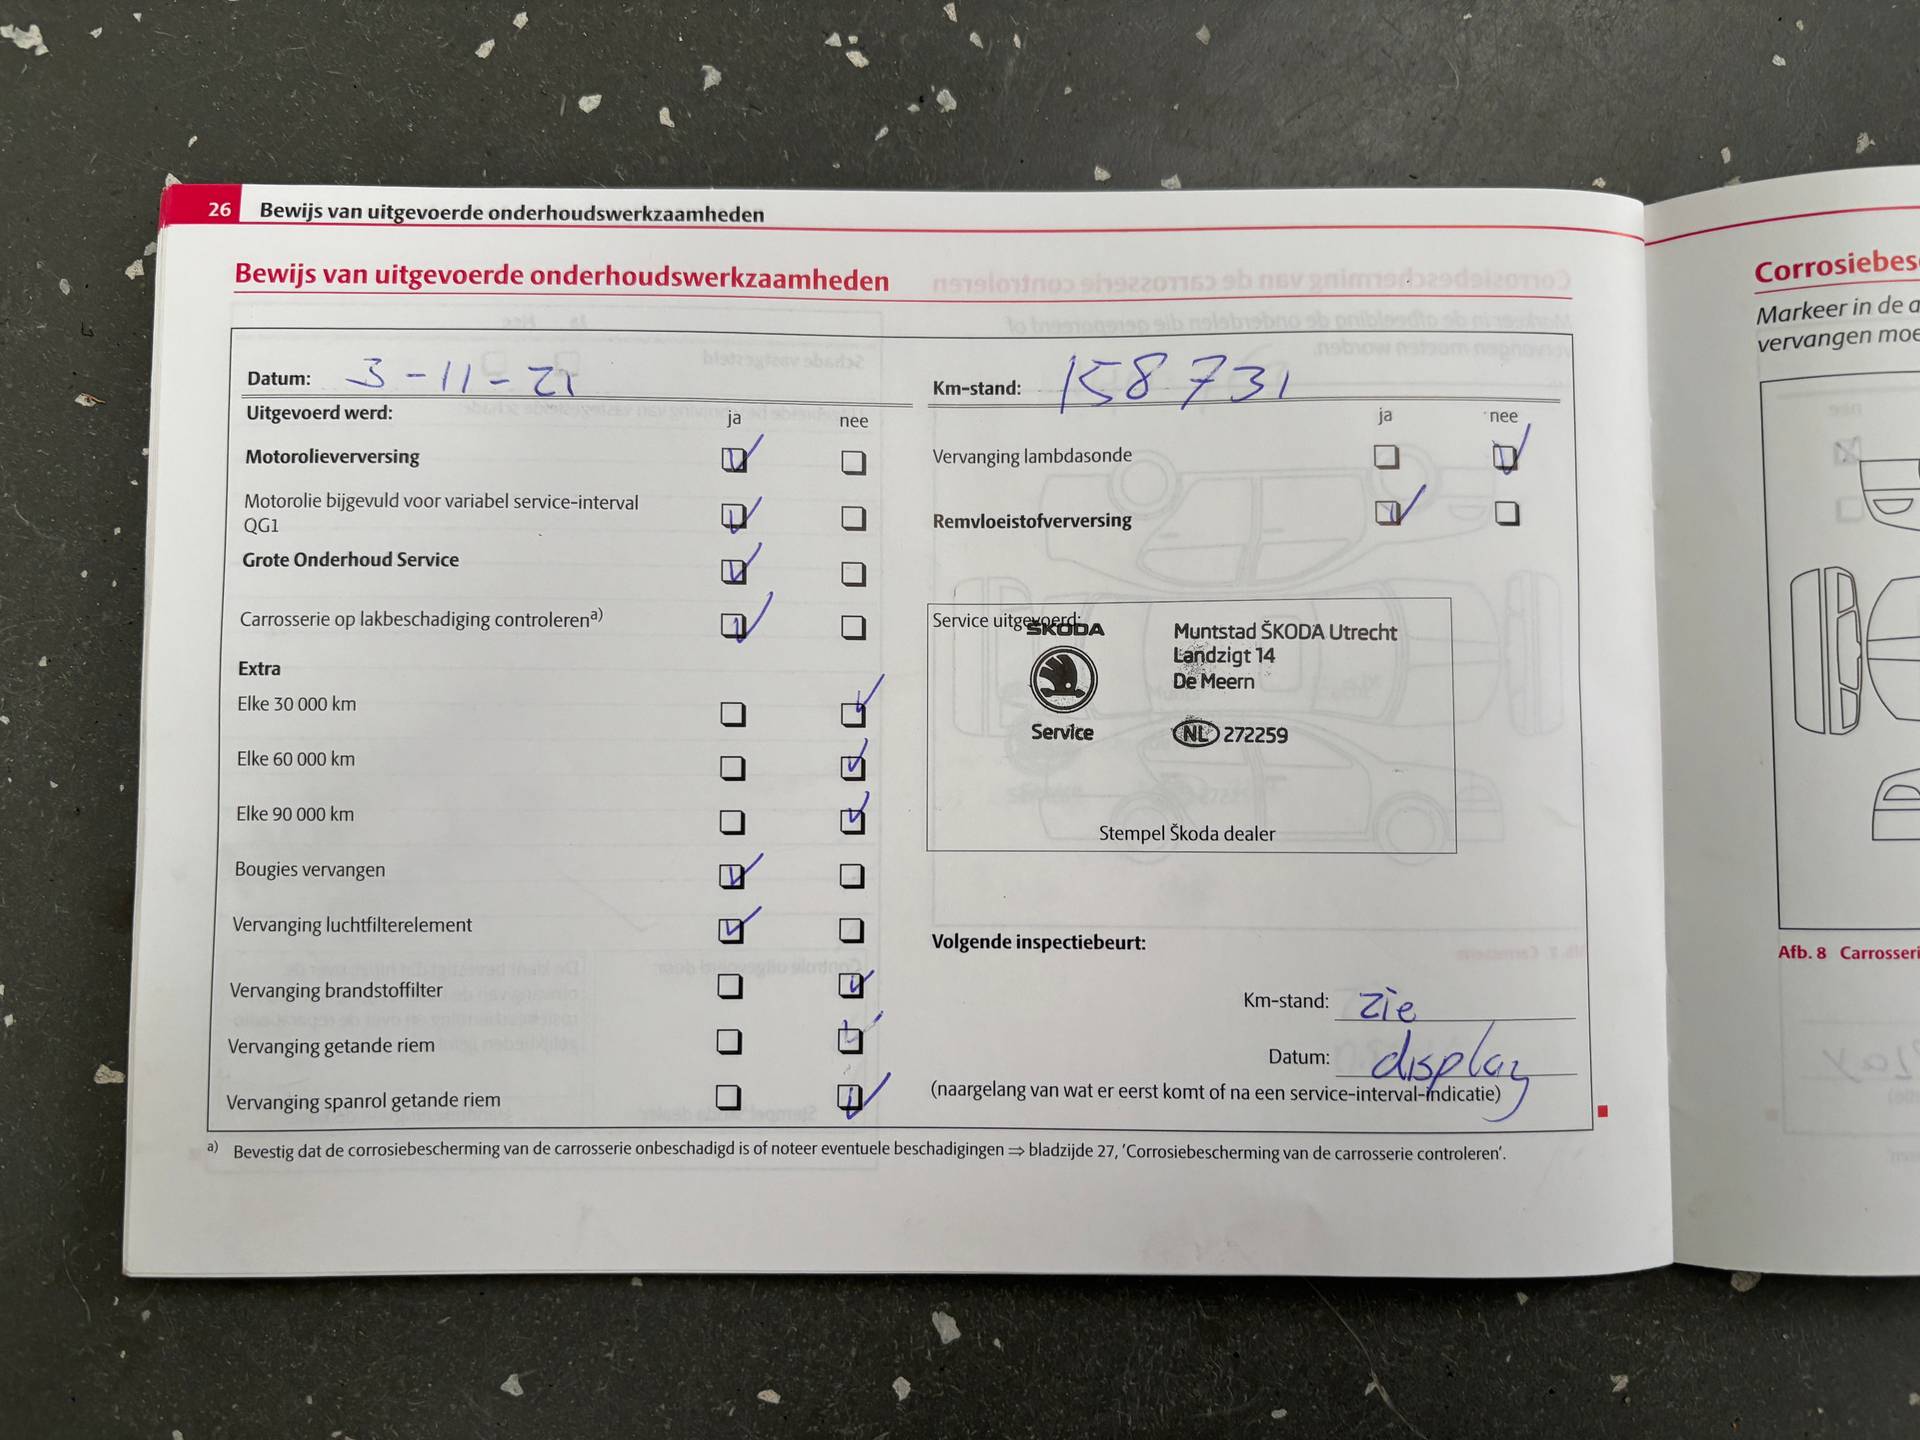 26 Bewijs van uitgevoerde onderhoudswerkzaamheden
Bewijs van uitgevoerde onderhoudswerkzaamheden
Datum: 3-11-21
Uitgevoerd werd:
ja nee
Motorolieverversing
Motorolie bijgevuld voor variabel service-interval
QG1
Grote Onderhoud Service
Carrosserie op lakbeschadiging controleren a)
Extra
Elke 30 000 km
Elke 60 000 km
Elke 90 000 km
Bougies vervangen
Vervanging luchtfilterelement
Vervanging brandstoffilter
Vervanging getande riem
Vervanging spanrol getande riem
Km-stand: 158731
ja nee
Vervanging lambdasonde
Remvloeistofverversing
Service uitgevoerd:
ŠKODA
Service
Muntstad ŠKODA Utrecht
Landzigt 14
De Meern
NL 272259
Stempel Škoda dealer
Volgende inspectiebeurt:
Km-stand: zie
Datum: display
(naargelang van wat er eerst komt of na een service-interval-indicatie)
a) Bevestig dat de corrosiebescherming van de carrosserie onbeschadigd is of noteer eventuele beschadigingen ⇒ bladzijde 27, 'Corrosiebescherming van de carrosserie controleren'.
Corrosiebes
Markeer in de a
vervangen moe
Afb. 8 Carrosseri